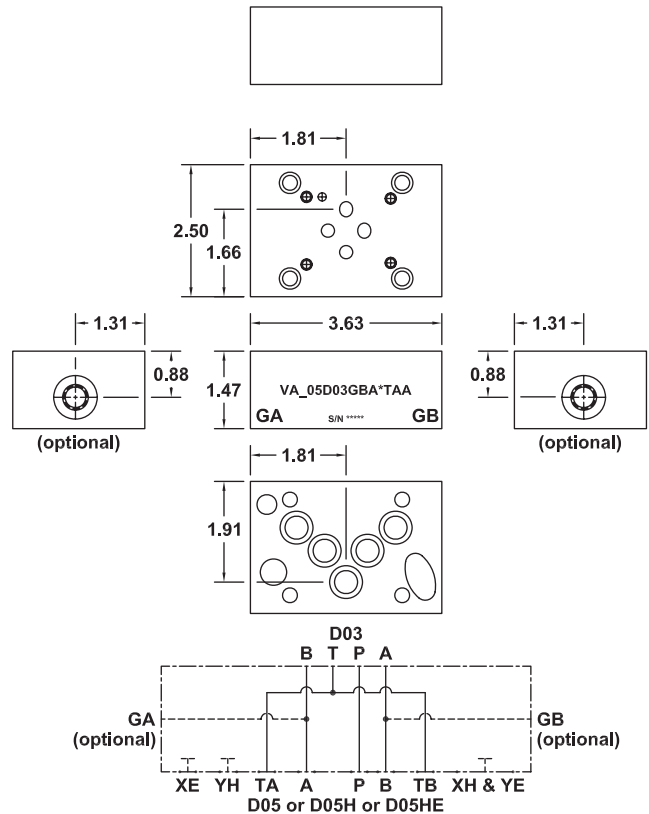 1.81
2.50
1.66
1.31
3.63
1.31
0.88
1.47
VA_05D03GBA*TAA
0.88
GA
S/N *****
GB
(optional)
(optional)
1.81
1.91
D03
B T P A
GA
(optional)
GB
(optional)
XE YH TA A P B TB XH & YE
D05 or D05H or D05HE